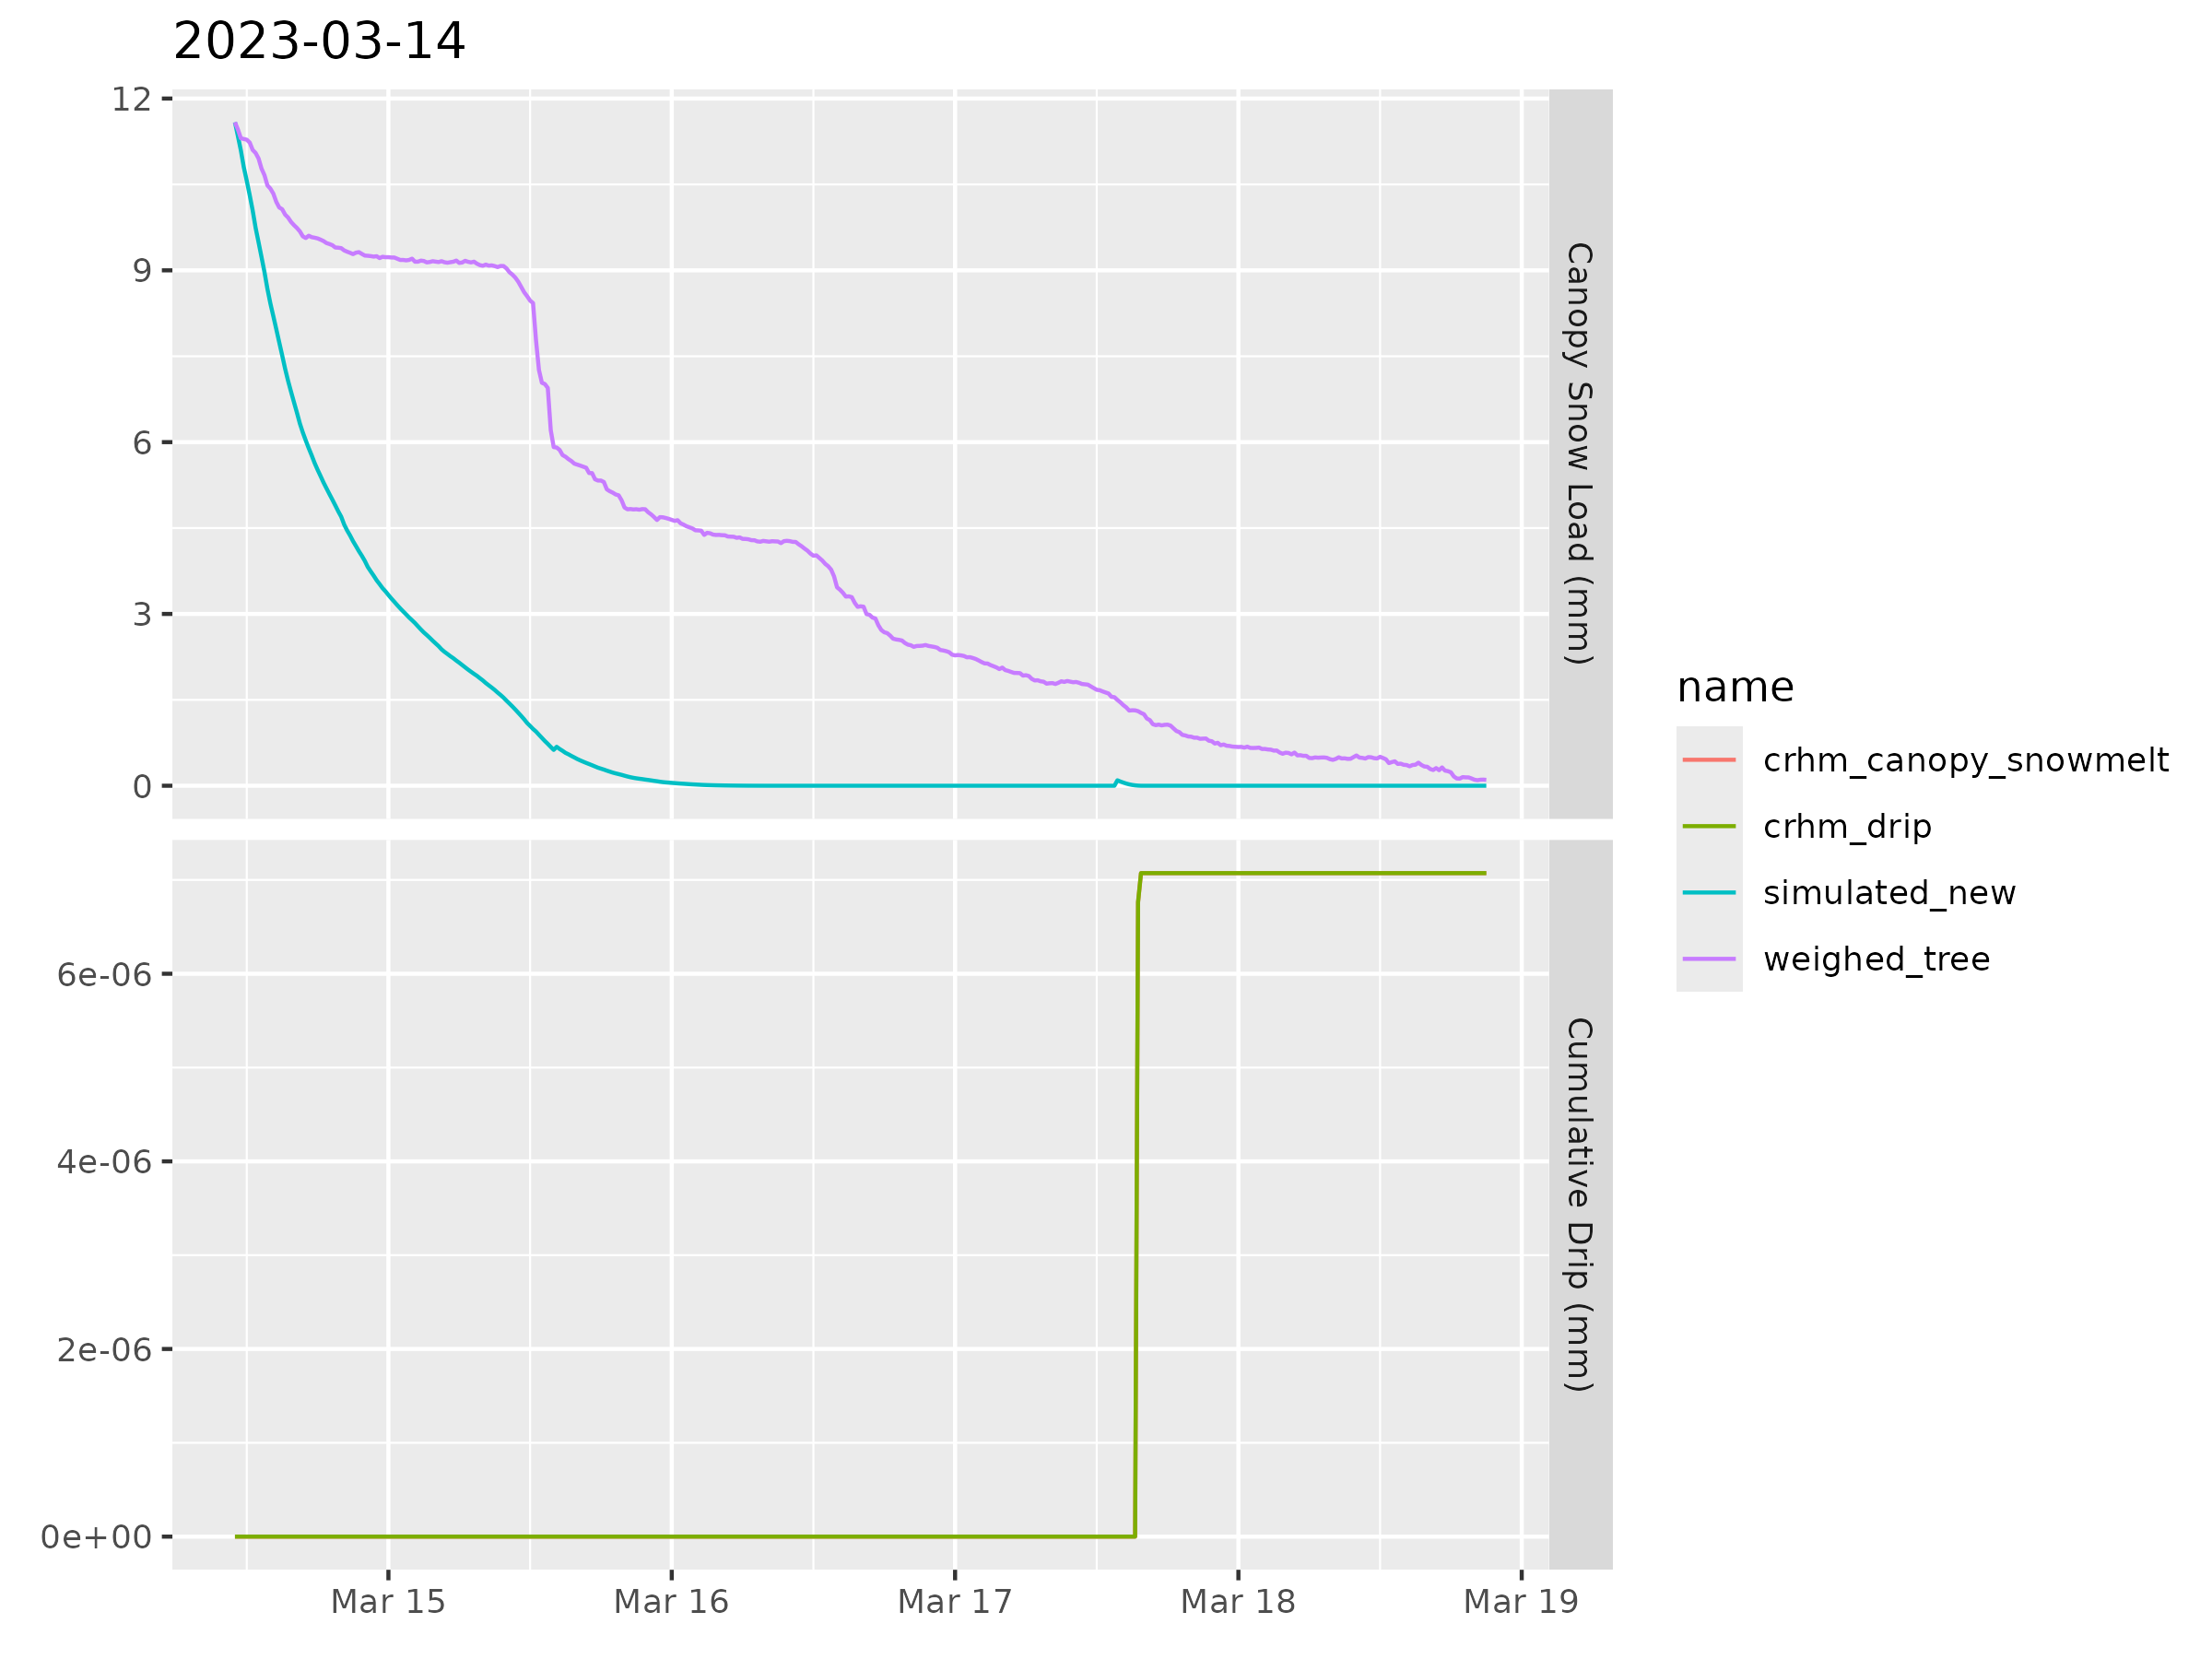 2023-03-14
12
9
6
3
0
Canopy Snow Load (mm)
6e-06
4e-06
2e-06
0e+00
Cumulative Drip (mm)
Mar 15
Mar 16
Mar 17
Mar 18
Mar 19
name
crhm_canopy_snowmelt
crhm_drip
simulated_new
weighed_tree